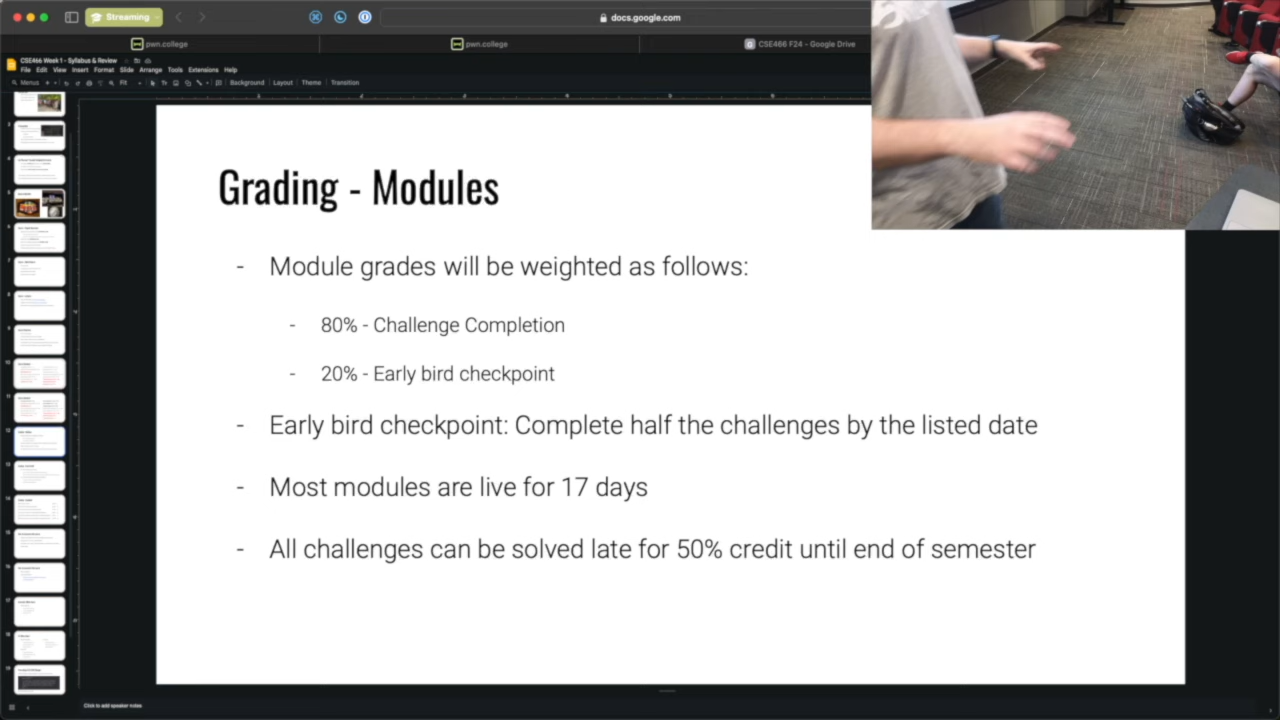 Streaming
docs.google.com
pwn.college
pwn.college
CSE466 F24 - Google Drive
CSE466 Week 1 - Syllabus & Review
File Edit View Insert Format Slide Arrange Tools Extensions Help
Menus Fit Background Layout Theme Transition
Grading - Modules
- Module grades will be weighted as follows:
- 80% - Challenge Completion
- 20% - Early bird checkpoint
- Early bird checkpoint: Complete half the challenges by the listed date
- Most modules are live for 17 days
- All challenges can be solved late for 50% credit until end of semester
Click to add speaker notes